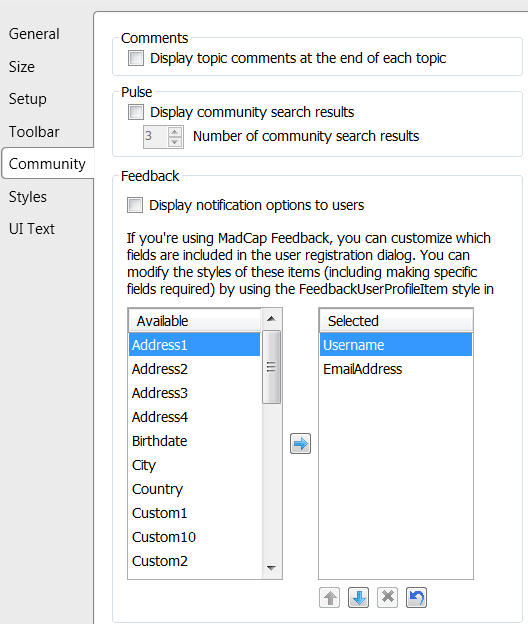 General
Size
Setup
Toolbar
Community
Styles
UI Text
Comments
Display topic comments at the end of each topic
Pulse
Display community search results
3 Number of community search results
Feedback
Display notification options to users
If you're using MadCap Feedback, you can customize which
fields are included in the user registration dialog. You can
modify the styles of these items (including making specific
fields required) by using the FeedbackUserProfileItem style in
Available
Address1
Address2
Address3
Address4
Birthdate
City
Country
Custom1
Custom10
Custom2
Selected
Username
EmailAddress